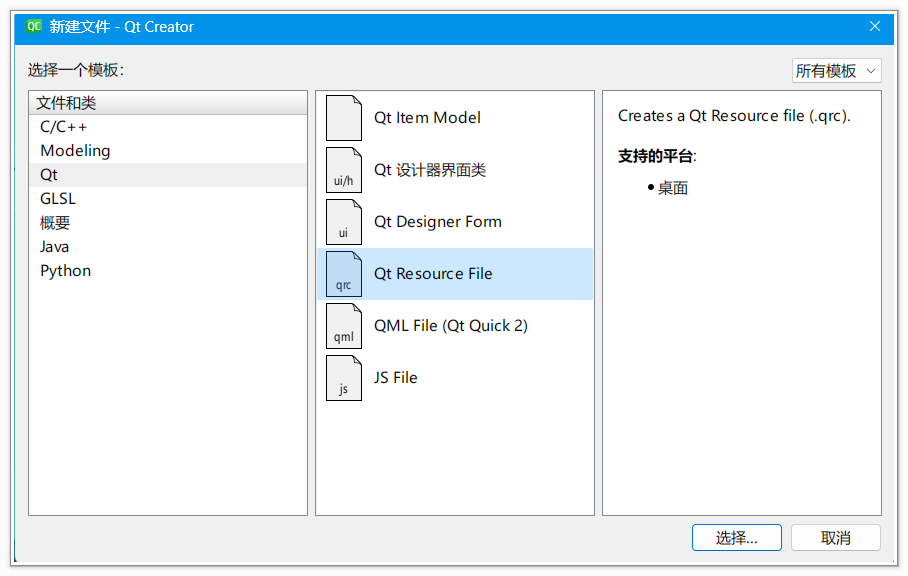 QC 新建文件 - Qt Creator
选择一个模板:
所有模板
文件和类
C/C++
Modeling
Qt
GLSL
概要
Java
Python
Qt Item Model
ui/h Qt 设计器界面类
ui Qt Designer Form
qrc Qt Resource File
qml QML File (Qt Quick 2)
js JS File
Creates a Qt Resource file (.qrc).
支持的平台:
• 桌面
选择...
取消